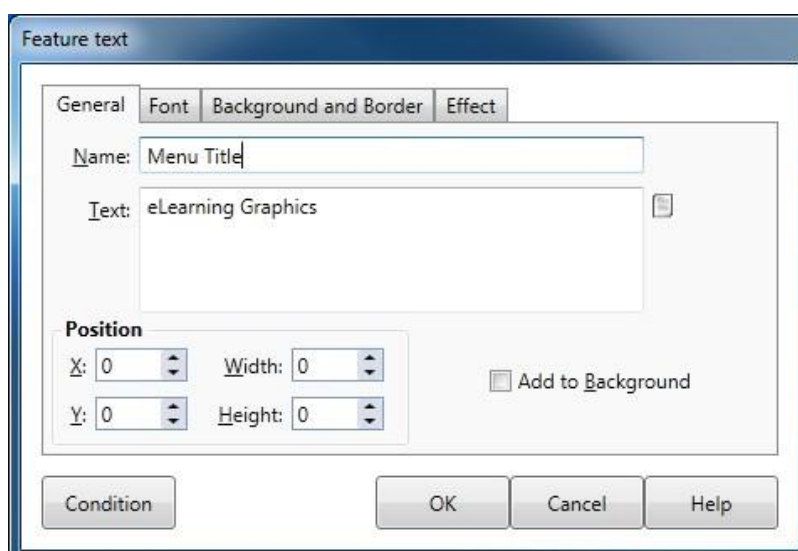 Feature text
General Font Background and Border Effect
Name: Menu Title
Text: eLearning Graphics
Position
X: 0 Width: 0
Add to Background
Y: 0 Height: 0
Condition OK Cancel Help